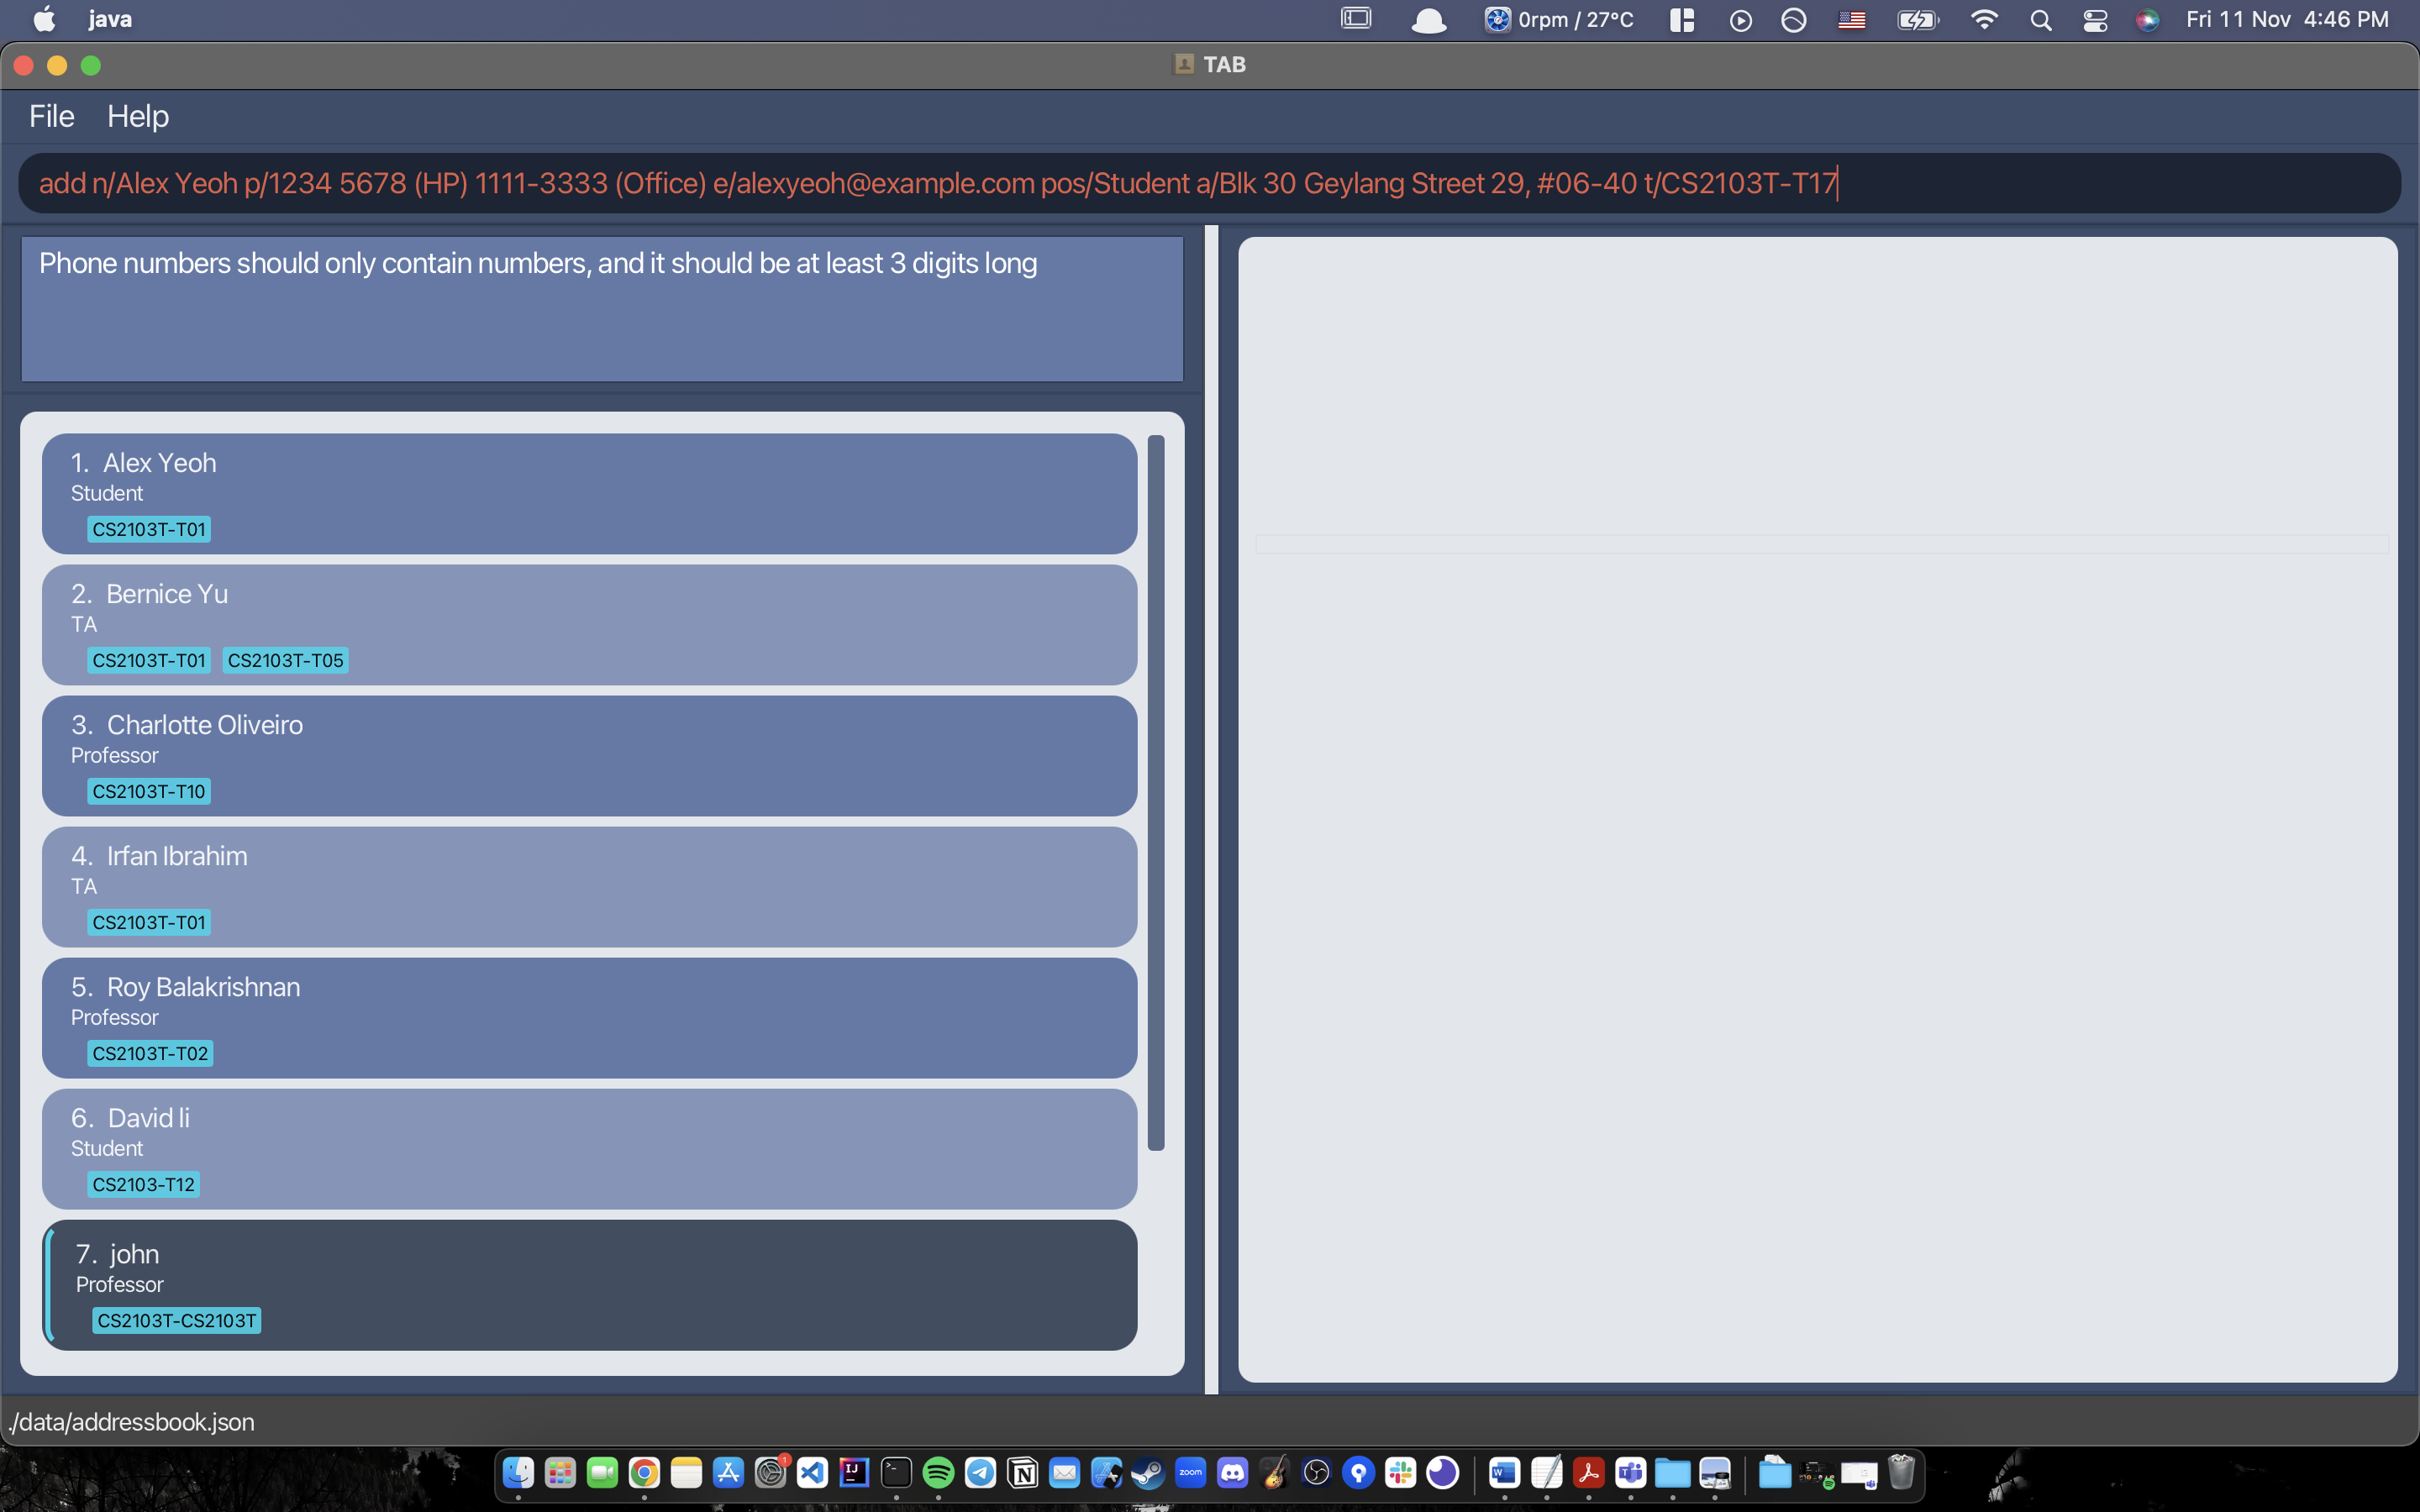 java
0rpm / 27°C
Fri 11 Nov 4:46 PM
TAB
File Help
add n/Alex Yeoh p/1234 5678 (HP) 1111-3333 (Office) e/alexyeoh@example.com pos/Student a/Blk 30 Geylang Street 29, #06-40 t/CS2103T-T17
Phone numbers should only contain numbers, and it should be at least 3 digits long
1. Alex Yeoh
Student
CS2103T-T01
2. Bernice Yu
TA
CS2103T-T01 CS2103T-T05
3. Charlotte Oliveiro
Professor
CS2103T-T10
4. Irfan Ibrahim
TA
CS2103T-T01
5. Roy Balakrishnan
Professor
CS2103T-T02
6. David li
Student
CS2103-T12
7. john
Professor
CS2103T-CS2103T
./data/addressbook.json
1
IJ
zoom